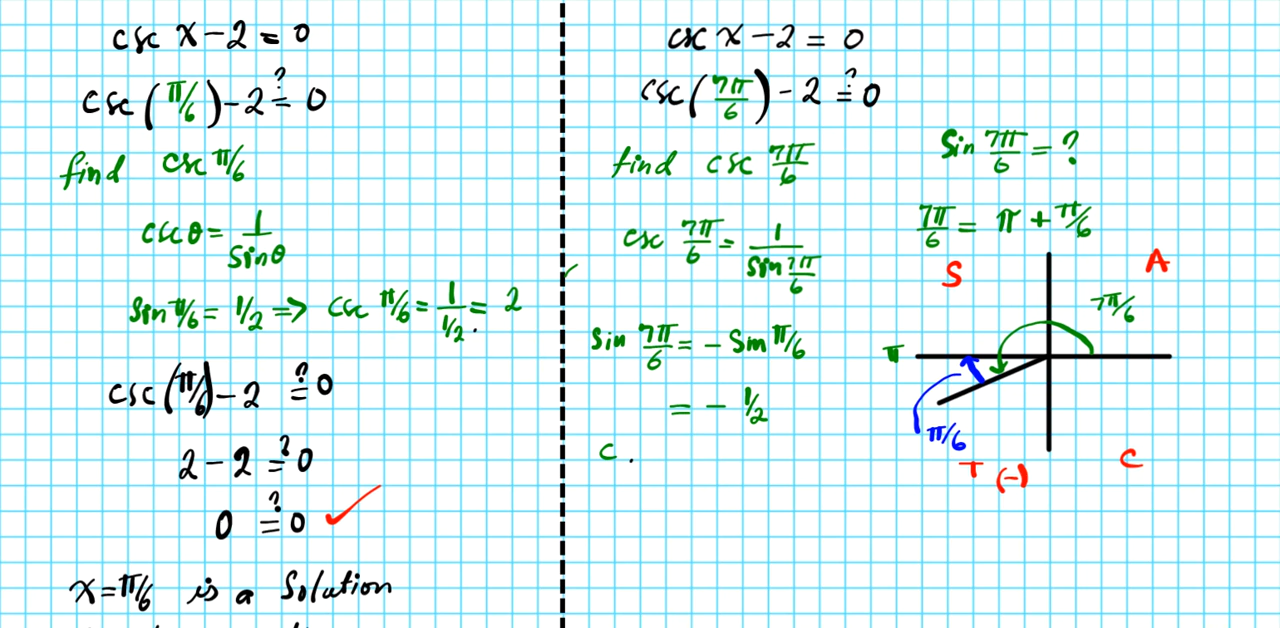 csc x - 2 = 0
csc(π/6) - 2 ≟ 0
find csc π/6
csc θ = 1/sin θ
sin π/6 = 1/2 ⇒ csc π/6 = 1/(1/2) = 2
csc(π/6) - 2 ≟ 0
2 - 2 ≟ 0
0 ≟ 0 ✓
x = π/6 is a Solution
csc x - 2 = 0
csc(7π/6) - 2 ≟ 0
find csc 7π/6
csc 7π/6 = 1/sin 7π/6
sin 7π/6 = - Sin π/6
= - 1/2
c.
Sin 7π/6 = ?
7π/6 = π + π/6
S A
7π/6
π
π/6
T (-) C